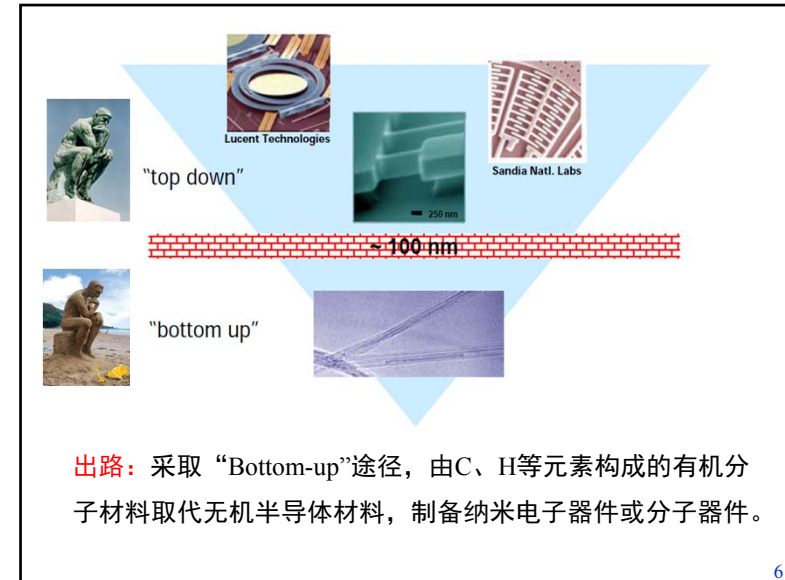 Lucent Technologies
Sandia Natl. Labs
"top down"
250 nm
~ 100 nm
"bottom up"
出路：采取“Bottom-up”途径，由C、H等元素构成的有机分
子材料取代无机半导体材料，制备纳米电子器件或分子器件。
6